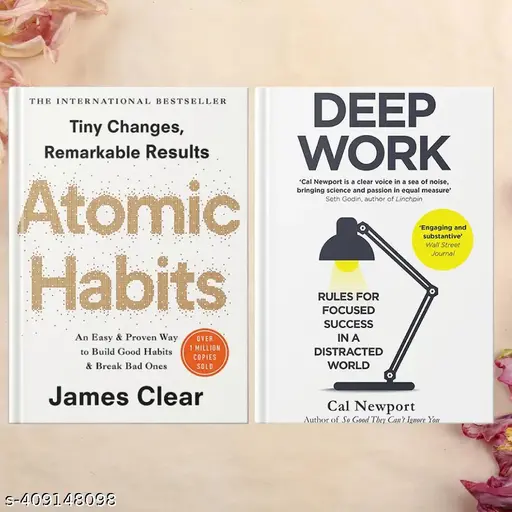 THE INTERNATIONAL BESTSELLER
Tiny Changes,
Remarkable Results
Atomic
Habits
An Easy & Proven Way
to Build Good Habits
& Break Bad Ones
OVER
1 MILLION
COPIES
SOLD
James Clear
DEEP
WORK
‘Cal Newport is a clear voice in a sea of noise,
bringing science and passion in equal measure’
Seth Godin, author of Linchpin
‘Engaging and
substantive’
Wall Street
Journal
RULES FOR
FOCUSED
SUCCESS
IN A
DISTRACTED
WORLD
Cal Newport
Author of So Good They Can't Ignore You
s-409148098